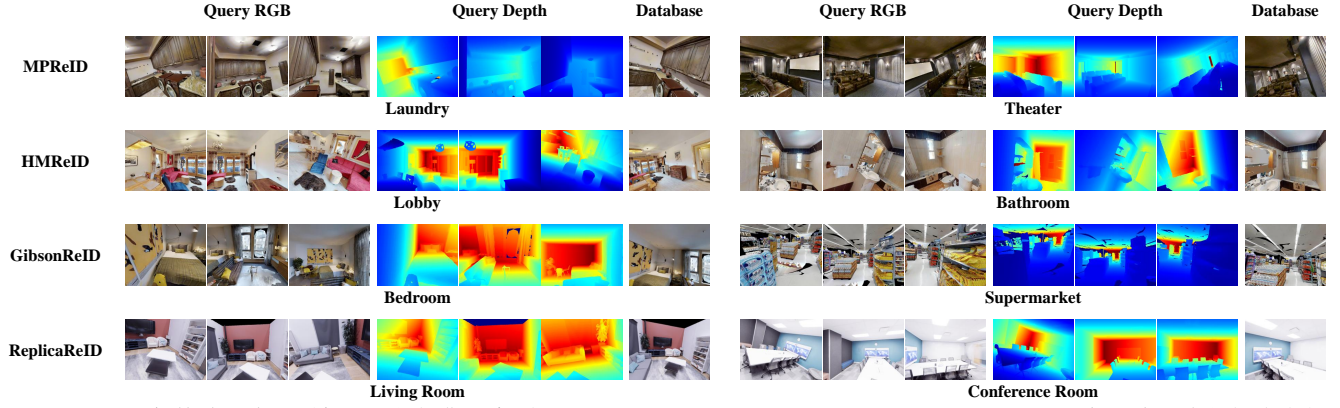 Query RGB Query Depth Database Query RGB Query Depth Database
MPReID
Laundry Theater
HMReID
Lobby Bathroom
GibsonReID
Bedroom Supermarket
ReplicaReID
Living Room Conference Room